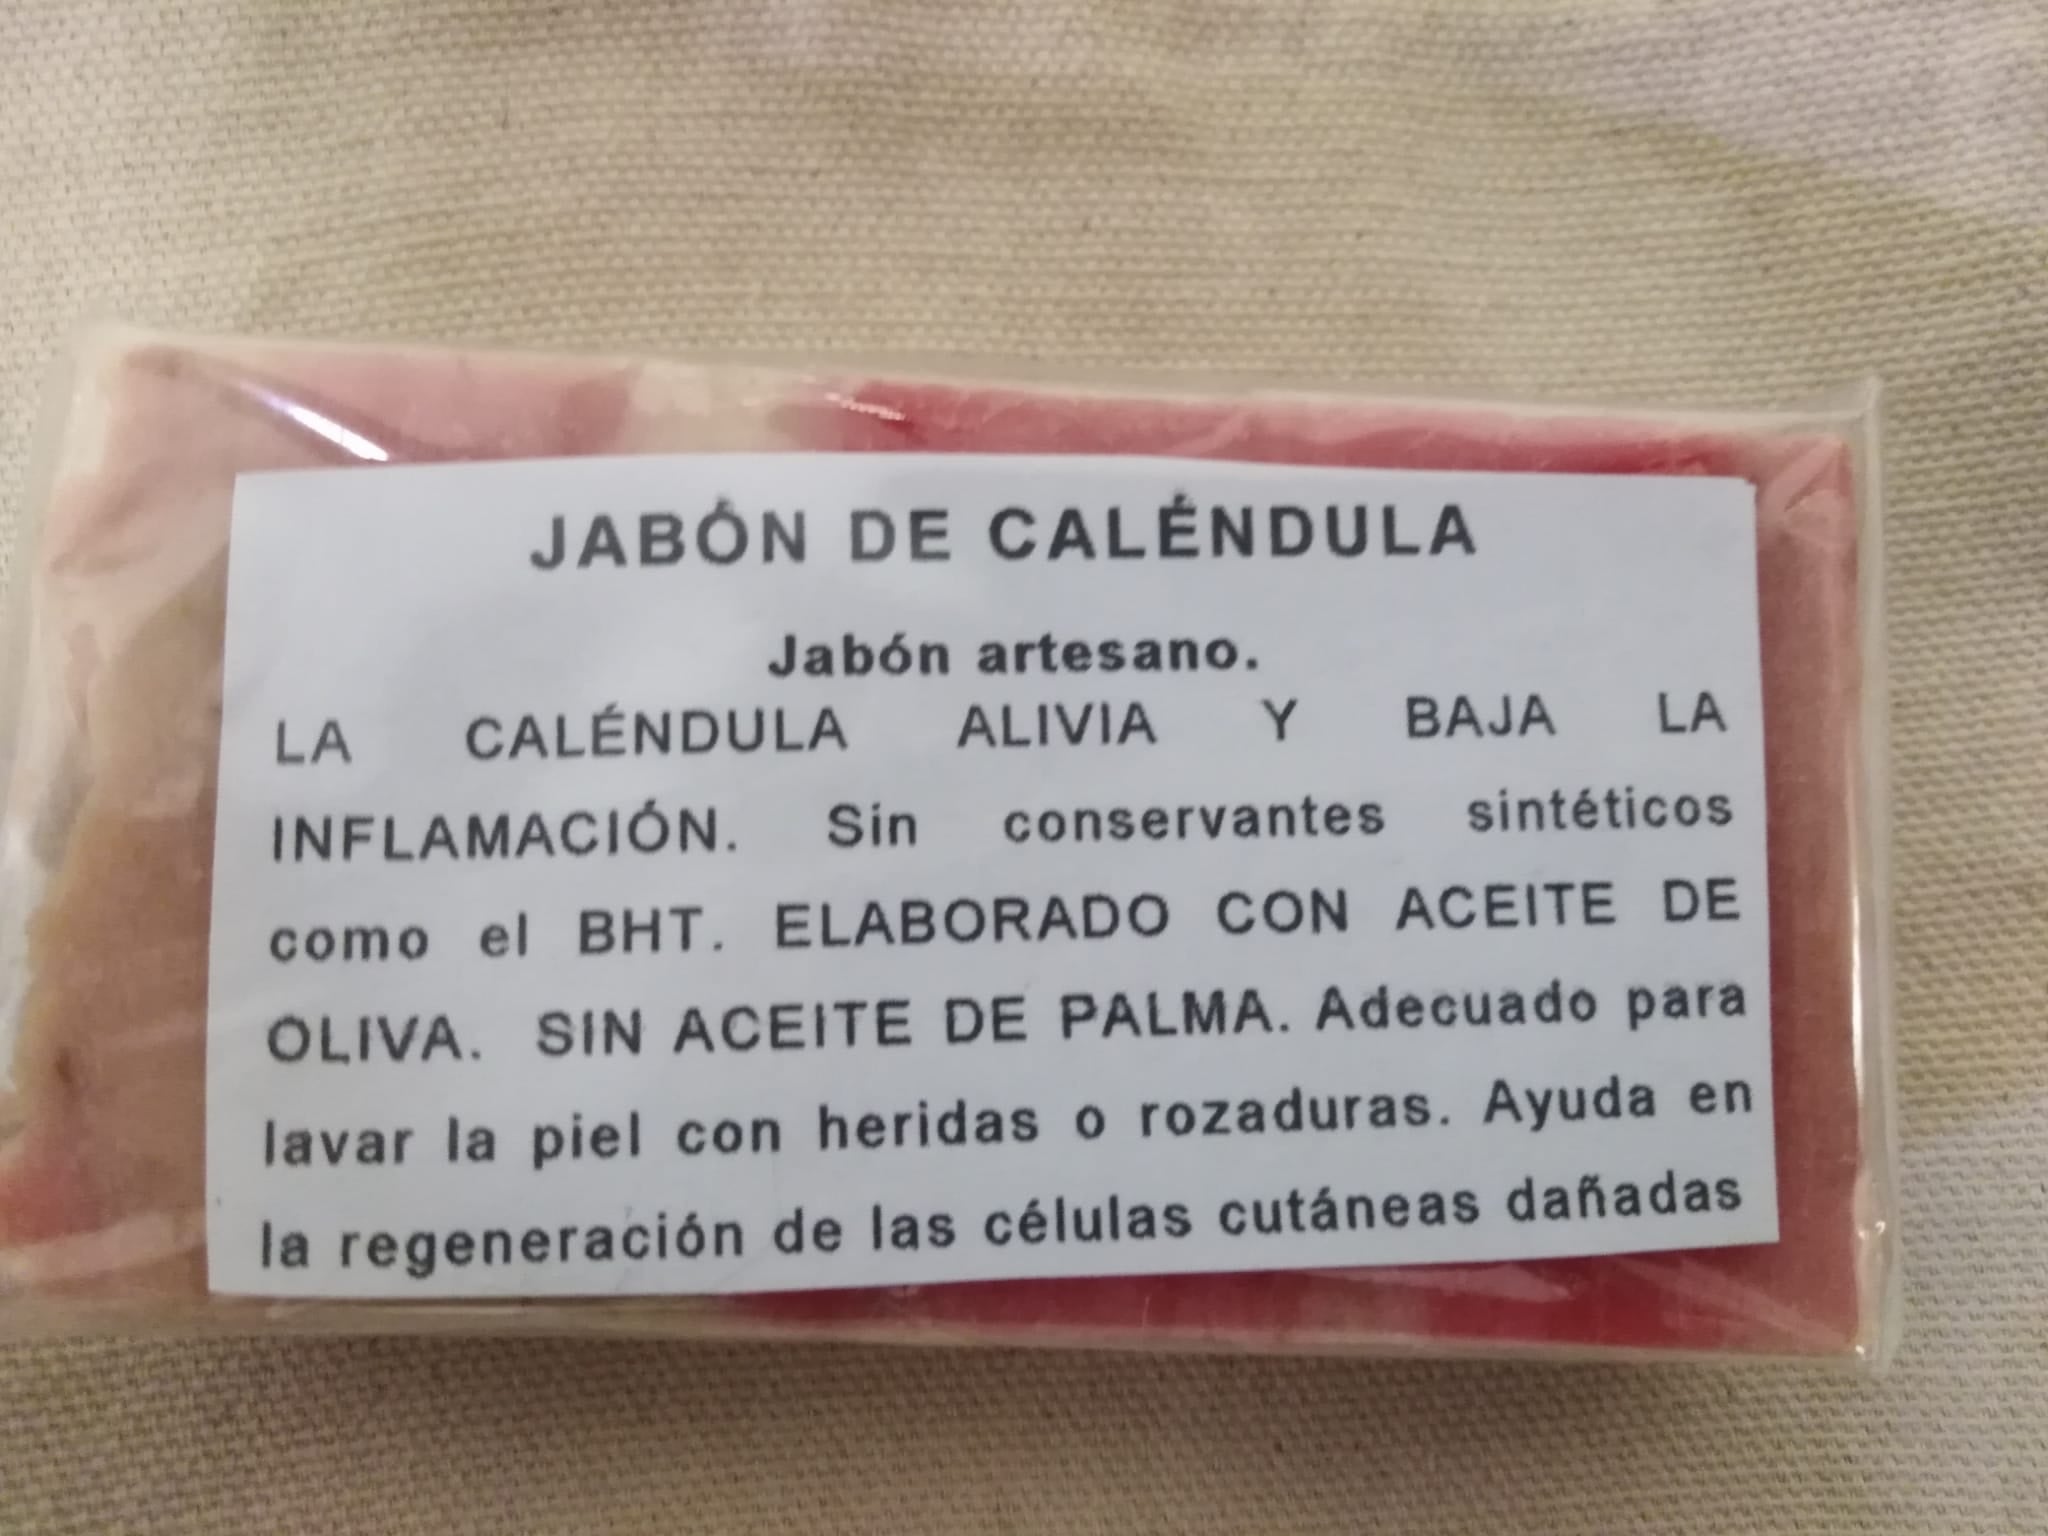 JABÓN DE CALÉNDULA
Jabón artesano.
LA CALÉNDULA ALIVIA Y BAJA LA
INFLAMACIÓN. Sin conservantes sintéticos
como el BHT. ELABORADO CON ACEITE DE
OLIVA. SIN ACEITE DE PALMA. Adecuado para
lavar la piel con heridas o rozaduras. Ayuda en
la regeneración de las células cutáneas dañadas